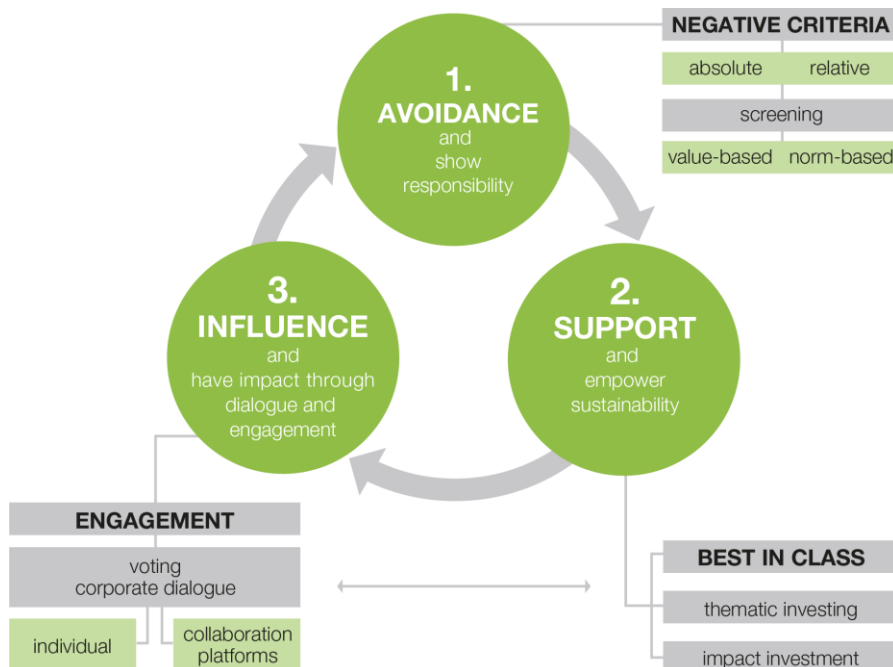 1.
AVOIDANCE
and
show
responsibility
NEGATIVE CRITERIA
absolute relative
screening
value-based norm-based
2.
SUPPORT
and
empower
sustainability
BEST IN CLASS
thematic investing
impact investment
3.
INFLUENCE
and
have impact through
dialogue and
engagement
ENGAGEMENT
voting
corporate dialogue
individual
collaboration
platforms